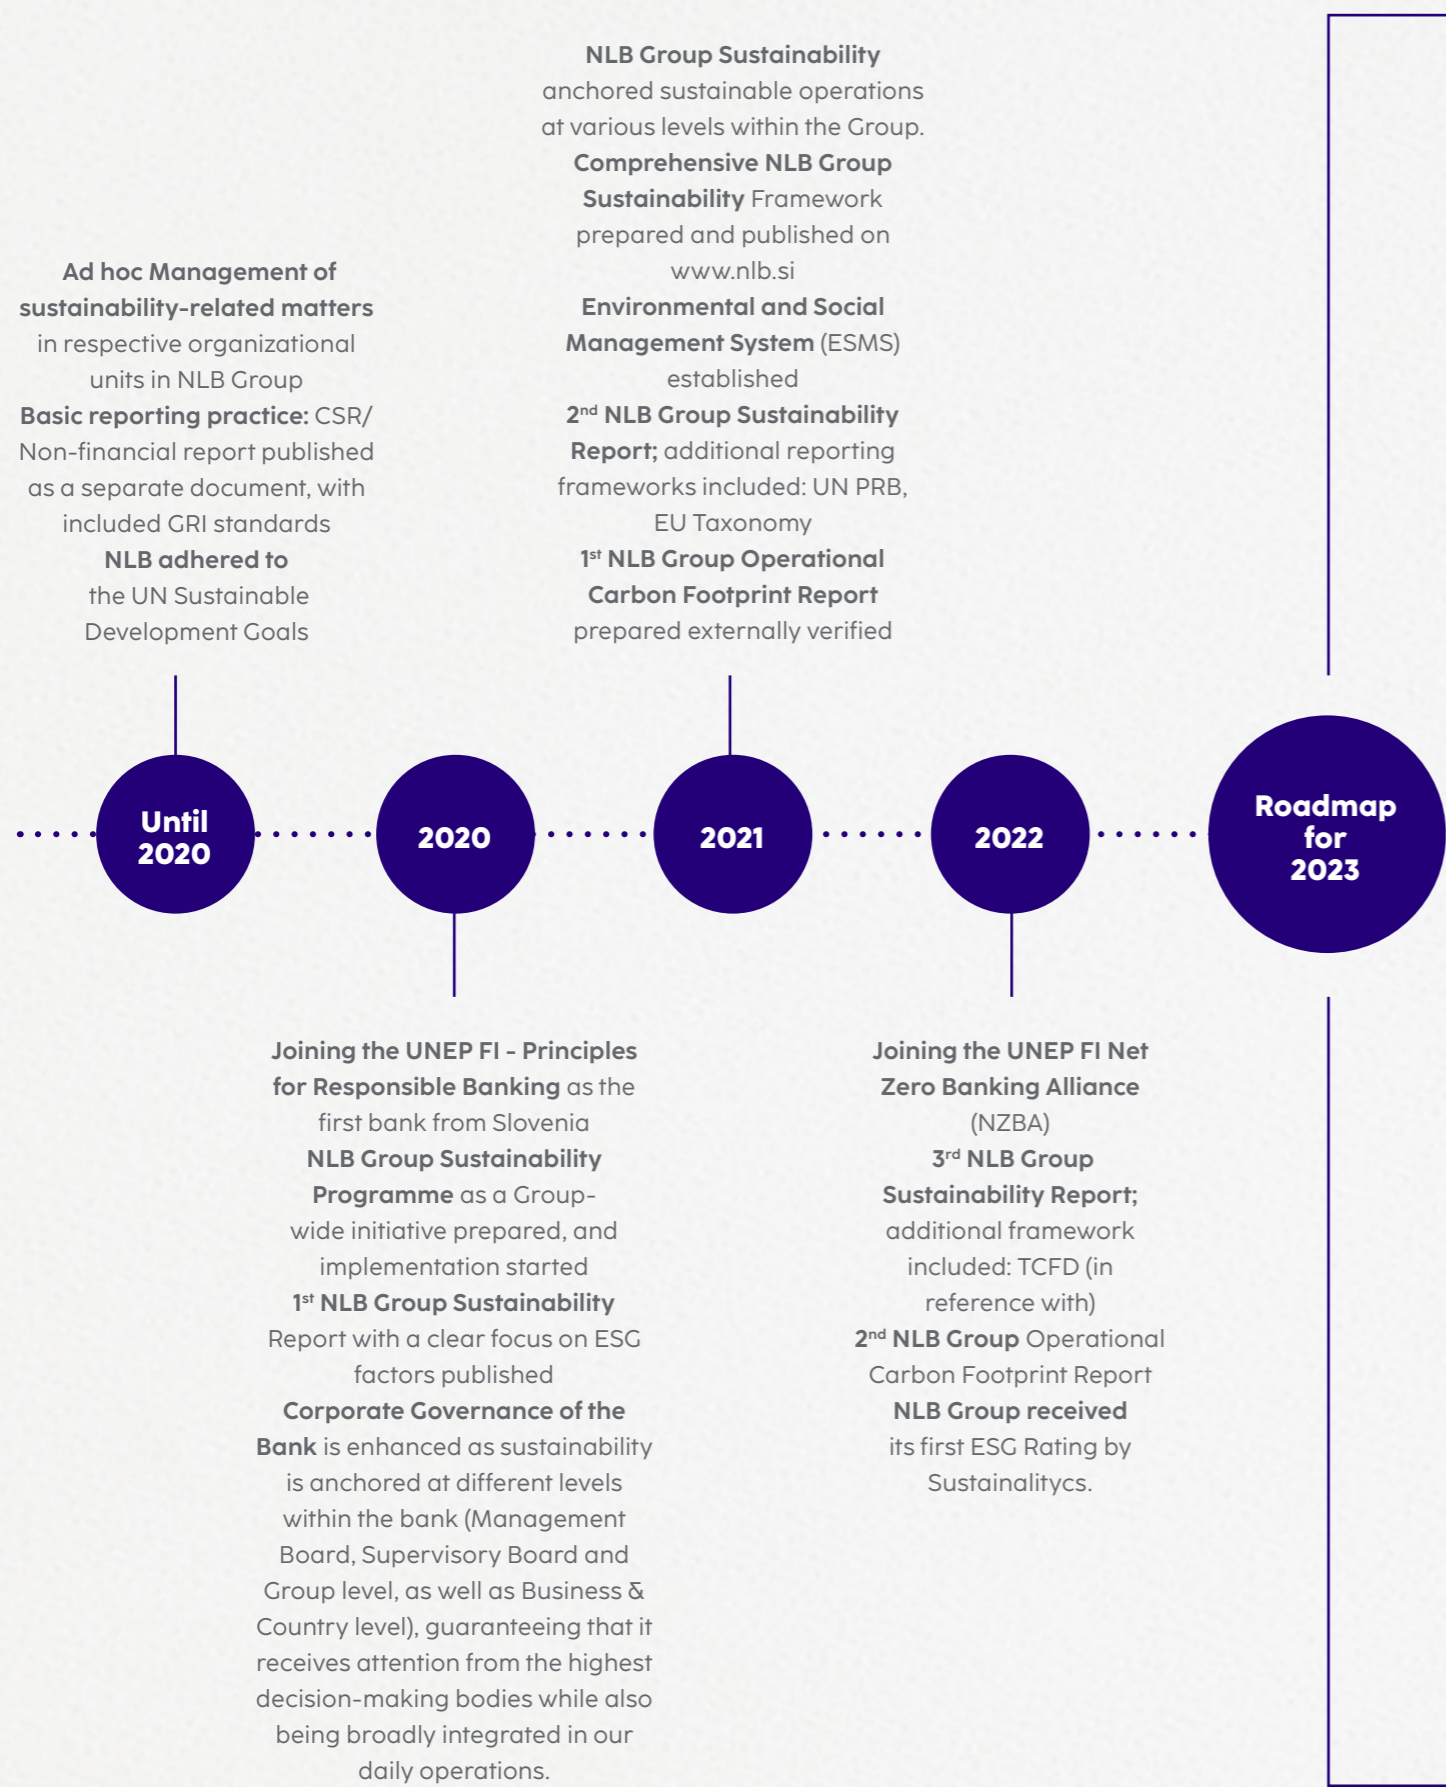 Ad hoc Management of
sustainability-related matters
in respective organizational
units in NLB Group
Basic reporting practice: CSR/
Non-financial report published
as a separate document, with
included GRI standards
NLB adhered to
the UN Sustainable
Development Goals
NLB Group Sustainability
anchored sustainable operations
at various levels within the Group.
Comprehensive NLB Group
Sustainability Framework
prepared and published on
www.nlb.si
Environmental and Social
Management System (ESMS)
established
2nd NLB Group Sustainability
Report; additional reporting
frameworks included: UN PRB,
EU Taxonomy
1st NLB Group Operational
Carbon Footprint Report
prepared externally verified
Until
2020
2020
2021
2022
Roadmap
for
2023
Joining the UNEP FI - Principles
for Responsible Banking as the
first bank from Slovenia
NLB Group Sustainability
Programme as a Group-
wide initiative prepared, and
implementation started
1st NLB Group Sustainability
Report with a clear focus on ESG
factors published
Corporate Governance of the
Bank is enhanced as sustainability
is anchored at different levels
within the bank (Management
Board, Supervisory Board and
Group level, as well as Business &
Country level), guaranteeing that it
receives attention from the highest
decision-making bodies while also
being broadly integrated in our
daily operations.
Joining the UNEP FI Net
Zero Banking Alliance
(NZBA)
3rd NLB Group
Sustainability Report;
additional framework
included: TCFD (in
reference with)
2nd NLB Group Operational
Carbon Footprint Report
NLB Group received
its first ESG Rating by
Sustainalitycs.